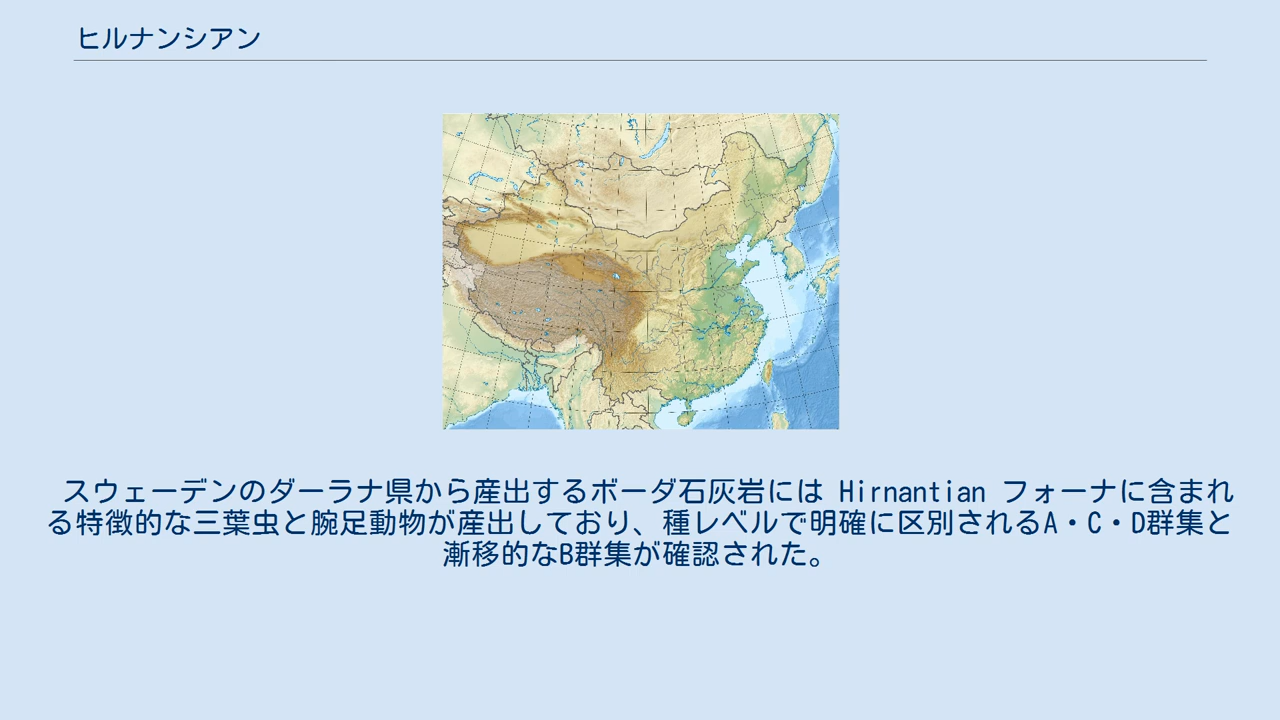 ヒルナンシアン
スウェーデンのダーラナ県から産出するボーダ石灰岩には Hirnantian フォーナに含まれ
る特徴的な三葉虫と腕足動物が産出しており、種レベルで明確に区別されるA・C・D群集と
漸移的なB群集が確認された。